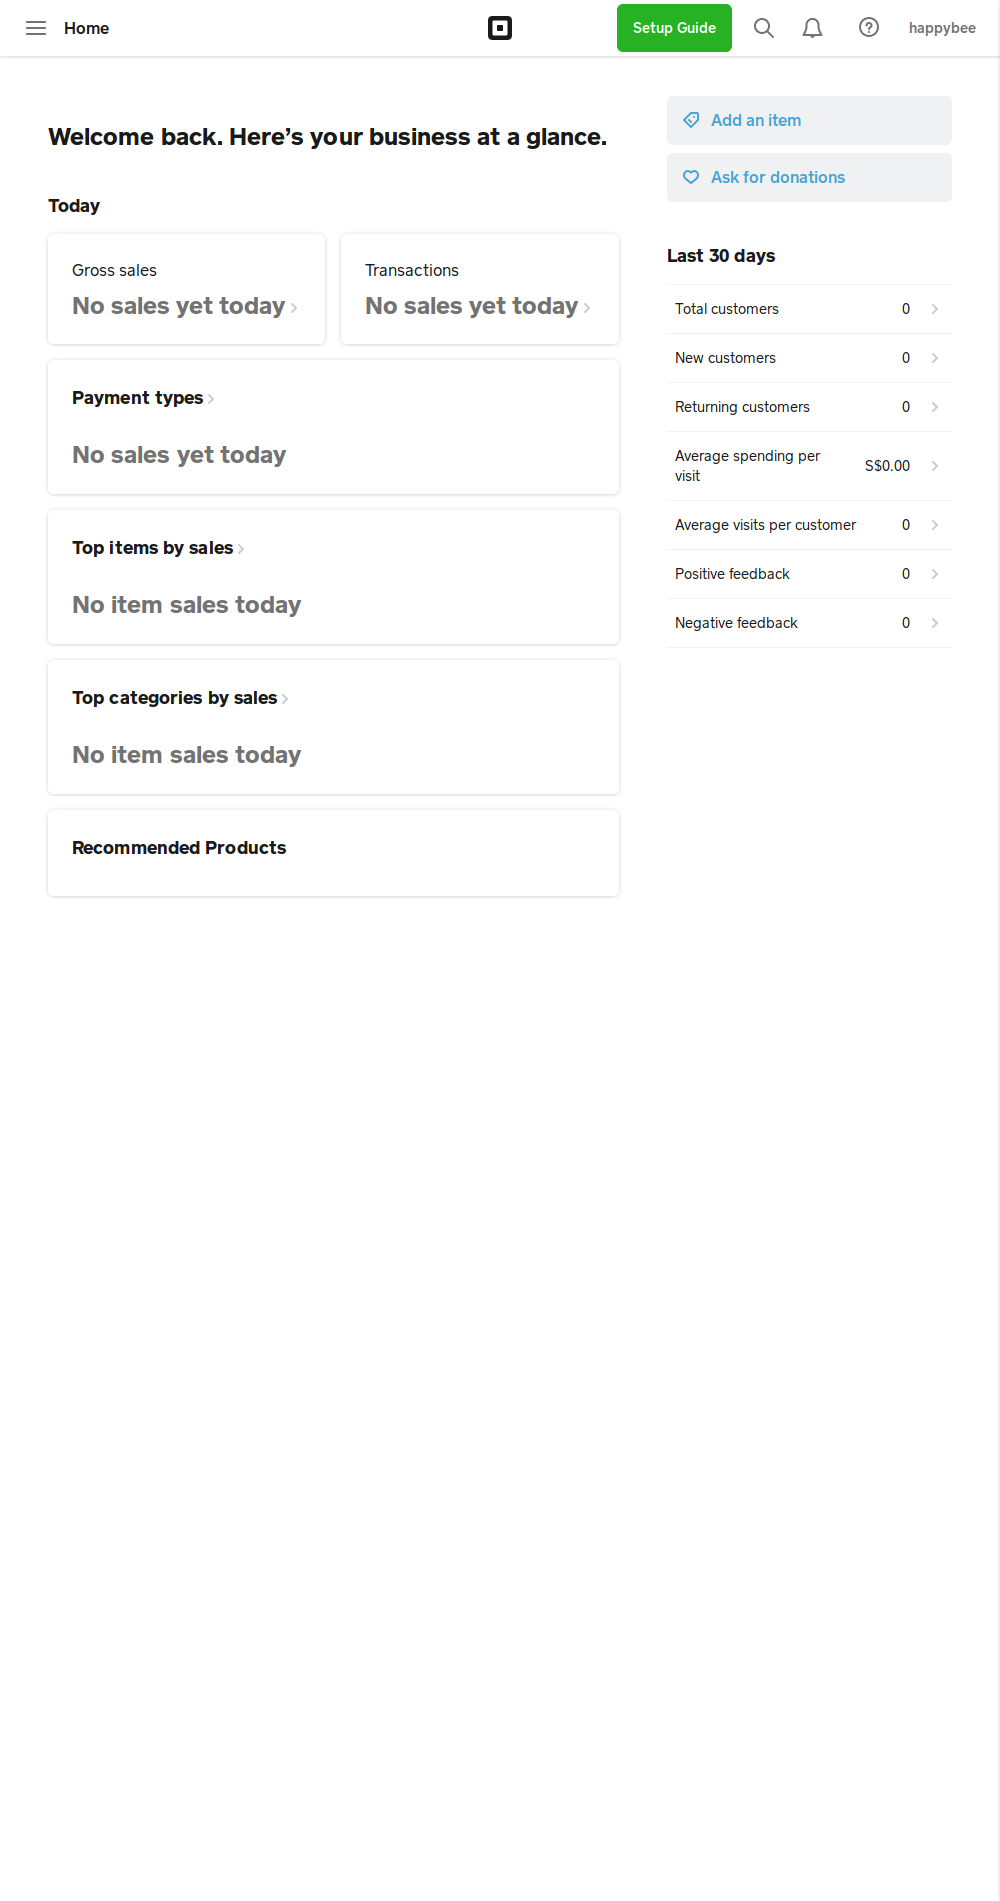 Home
Setup Guide
happybee
Welcome back. Here’s your business at a glance.
Today
Gross sales
No sales yet today
Transactions
No sales yet today
Payment types
No sales yet today
Top items by sales
No item sales today
Top categories by sales
No item sales today
Recommended Products
Add an item
Ask for donations
Last 30 days
Total customers 0
New customers 0
Returning customers 0
Average spending per
visit
S$0.00
Average visits per customer 0
Positive feedback 0
Negative feedback 0